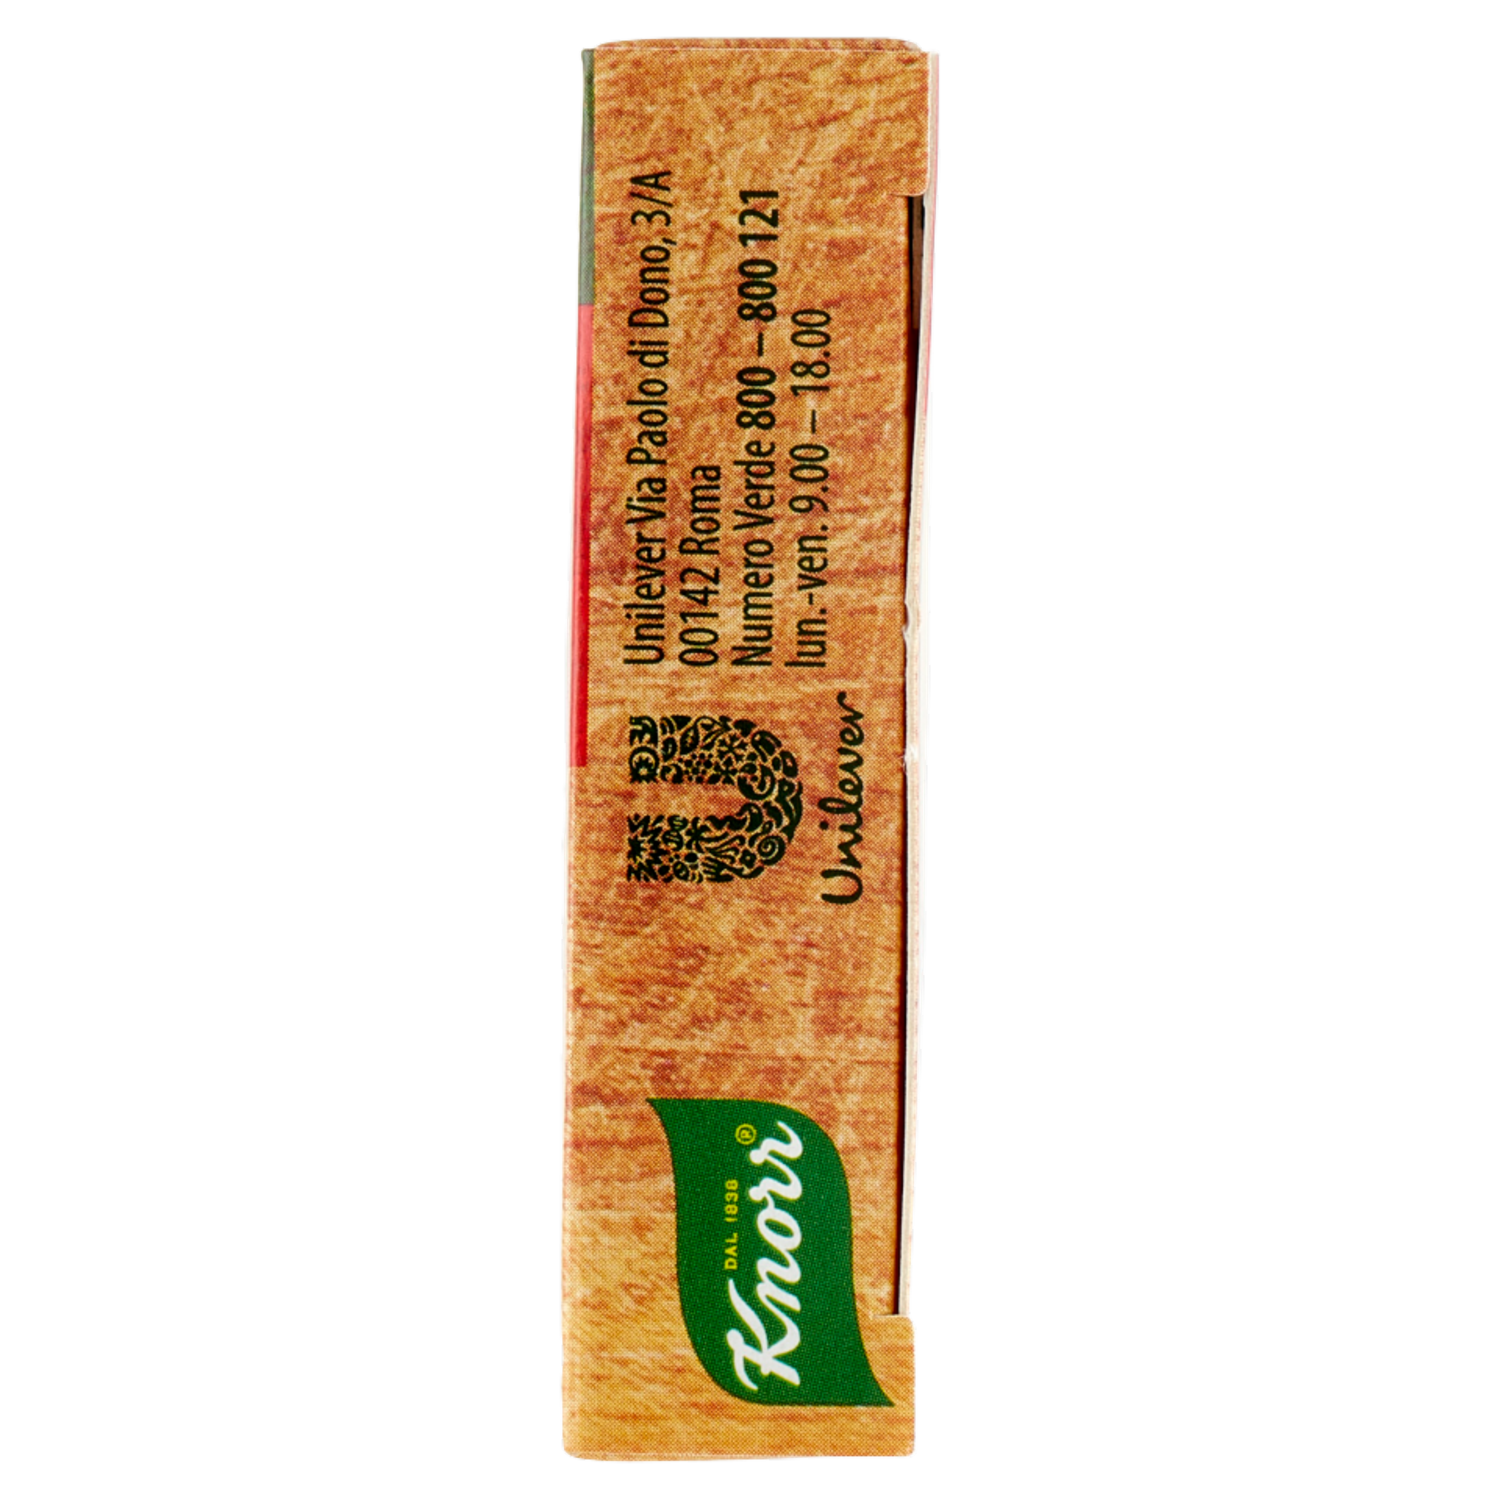 DAL 1838
Knorr®
Unilever
Unilever Via Paolo di Dono, 3/A
00142 Roma
Numero Verde 800 – 800 121
lun.-ven. 9.00 – 18.00